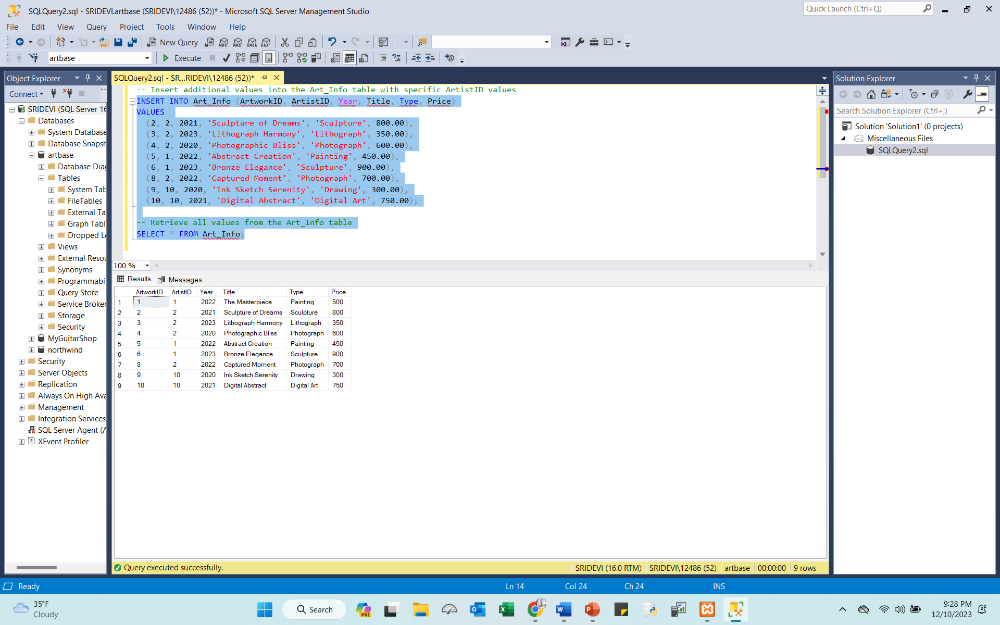 SQLQuery2.sql - SRIDEVI.artbase (SRIDEVI\12486 (52))* - Microsoft SQL Server Management Studio
Quick Launch (Ctrl+Q)
File Edit View Query Project Tools Window Help
New Query MDX DMX XMLA DAX
artbase Execute
Object Explorer
Connect
SRIDEVI (SQL Server 16
Databases
System Database
Database Snapsh
artbase
Database Dia
Tables
System Tab
FileTables
External Ta
Graph Tabl
Dropped L
Views
External Resou
Synonyms
Programmabi
Query Store
Service Broker
Storage
Security
MyGuitarShop
northwind
Security
Server Objects
Replication
Always On High Ava
Management
Integration Services
SQL Server Agent (A
XEvent Profiler
SQLQuery2.sql - SR...RIDEVI\12486 (52))*
-- Insert additional values into the Art_Info table with specific ArtistID values
INSERT INTO Art_Info (ArtworkID, ArtistID, Year, Title, Type, Price)
VALUES
(2, 2, 2021, 'Sculpture of Dreams', 'Sculpture', 800.00),
(3, 2, 2023, 'Lithograph Harmony', 'Lithograph', 350.00),
(4, 2, 2020, 'Photographic Bliss', 'Photograph', 600.00),
(5, 1, 2022, 'Abstract Creation', 'Painting', 450.00),
(6, 1, 2023, 'Bronze Elegance', 'Sculpture', 900.00),
(8, 2, 2022, 'Captured Moment', 'Photograph', 700.00),
(9, 10, 2020, 'Ink Sketch Serenity', 'Drawing', 300.00),
(10, 10, 2021, 'Digital Abstract', 'Digital Art', 750.00);
-- Retrieve all values from the Art_Info table
SELECT * FROM Art_Info;
100 %
Results Messages
ArtworkID ArtistID Year Title Type Price
1 1 1 2022 The Masterpiece Painting 500
2 2 2 2021 Sculpture of Dreams Sculpture 800
3 3 2 2023 Lithograph Harmony Lithograph 350
4 4 2 2020 Photographic Bliss Photograph 600
5 5 1 2022 Abstract Creation Painting 450
6 6 1 2023 Bronze Elegance Sculpture 900
7 8 2 2022 Captured Moment Photograph 700
8 9 10 2020 Ink Sketch Serenity Drawing 300
9 10 10 2021 Digital Abstract Digital Art 750
Query executed successfully. SRIDEVI (16.0 RTM) SRIDEVI\12486 (52) artbase 00:00:00 9 rows
Solution Explorer
Search Solution Explorer (Ctrl+;)
Solution 'Solution1' (0 projects)
Miscellaneous Files
SQLQuery2.sql
Ready Ln 14 Col 24 Ch 24 INS
35°F
Cloudy
Search
PRE
9:28 PM
12/10/2023